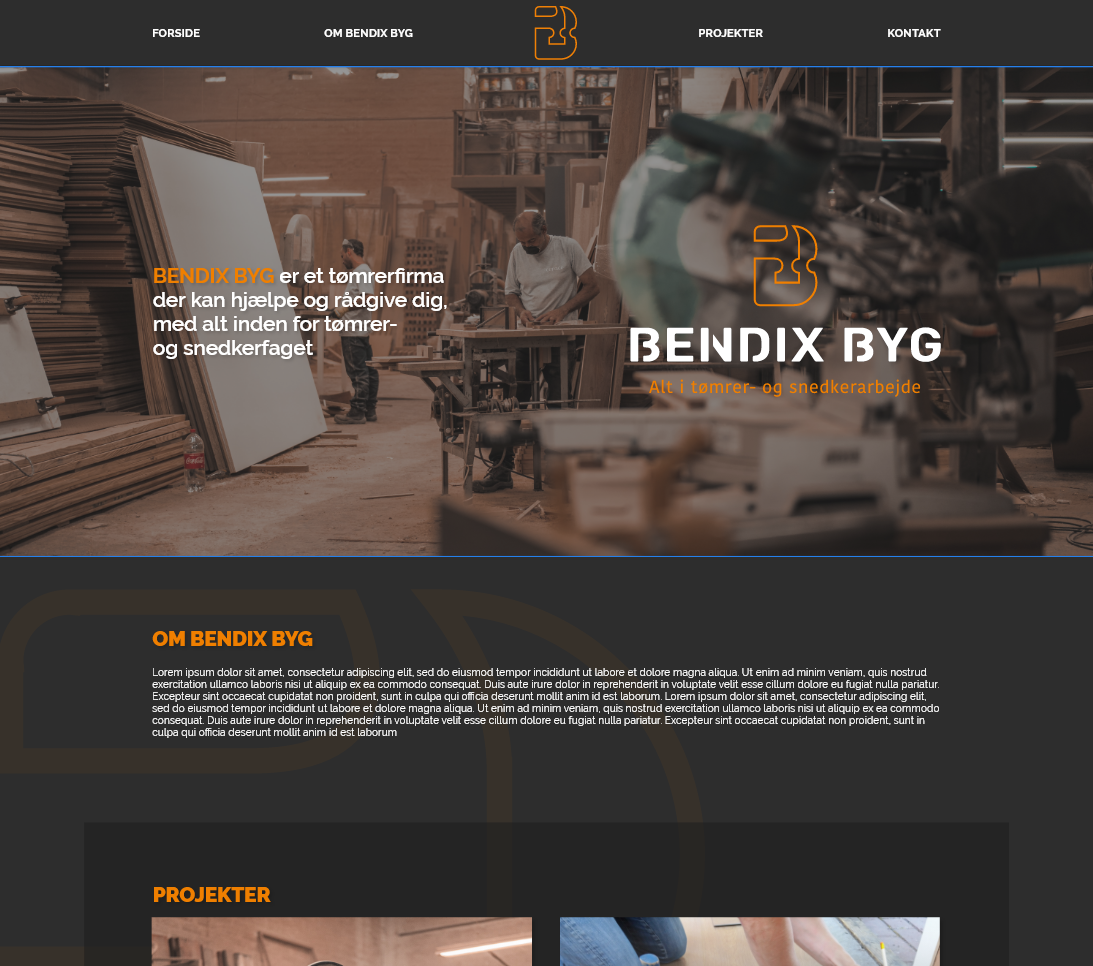 FORSIDE
OM BENDIX BYG
PROJEKTER
KONTAKT
BENDIX BYG er et tømrerfirma
der kan hjælpe og rådgive dig,
med alt inden for tømrer-
og snedkerfaget
BENDIX BYG
Alt i tømrer- og snedkerarbejde
OM BENDIX BYG
Lorem ipsum dolor sit amet, consectetur adipiscing elit, sed do eiusmod tempor incididunt ut labore et dolore magna aliqua. Ut enim ad minim veniam, quis nostrud
exercitation ullamco laboris nisi ut aliquip ex ea commodo consequat. Duis aute irure dolor in reprehenderit in voluptate velit esse cillum dolore eu fugiat nulla pariatur.
Excepteur sint occaecat cupidatat non proident, sunt in culpa qui officia deserunt mollit anim id est laborum. Lorem ipsum dolor sit amet, consectetur adipiscing elit,
sed do eiusmod tempor incididunt ut labore et dolore magna aliqua. Ut enim ad minim veniam, quis nostrud exercitation ullamco laboris nisi ut aliquip ex ea commodo
consequat. Duis aute irure dolor in reprehenderit in voluptate velit esse cillum dolore eu fugiat nulla pariatur. Excepteur sint occaecat cupidatat non proident, sunt in
culpa qui officia deserunt mollit anim id est laborum
PROJEKTER